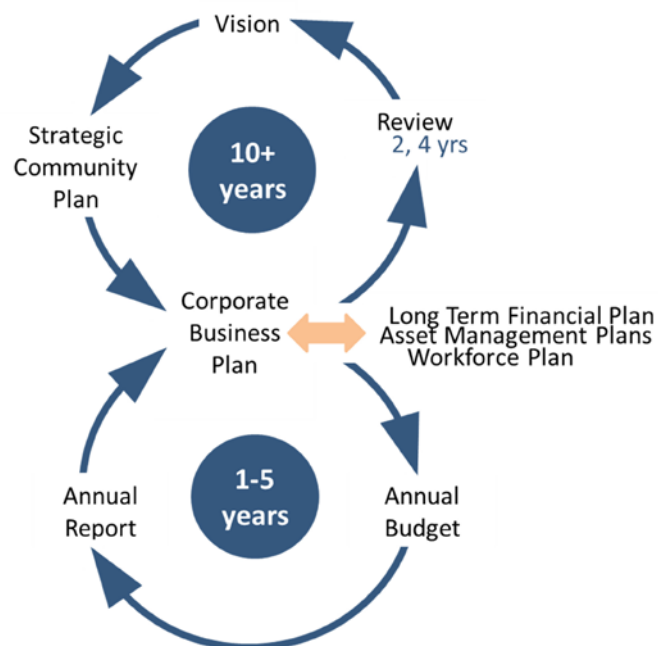 Vision
Strategic
Community
Plan
10+
years
Review
2, 4 yrs
Corporate
Business
Plan
Long Term Financial Plan
Asset Management Plans
Workforce Plan
1-5
years
Annual
Report
Annual
Budget